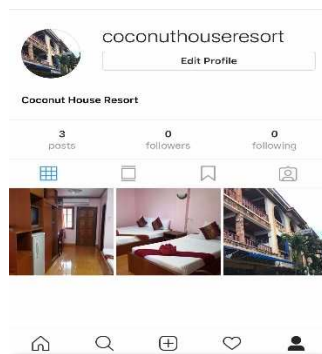 coconuthouseresort
Edit Profile
Coconut House Resort
3 0 0
posts followers following